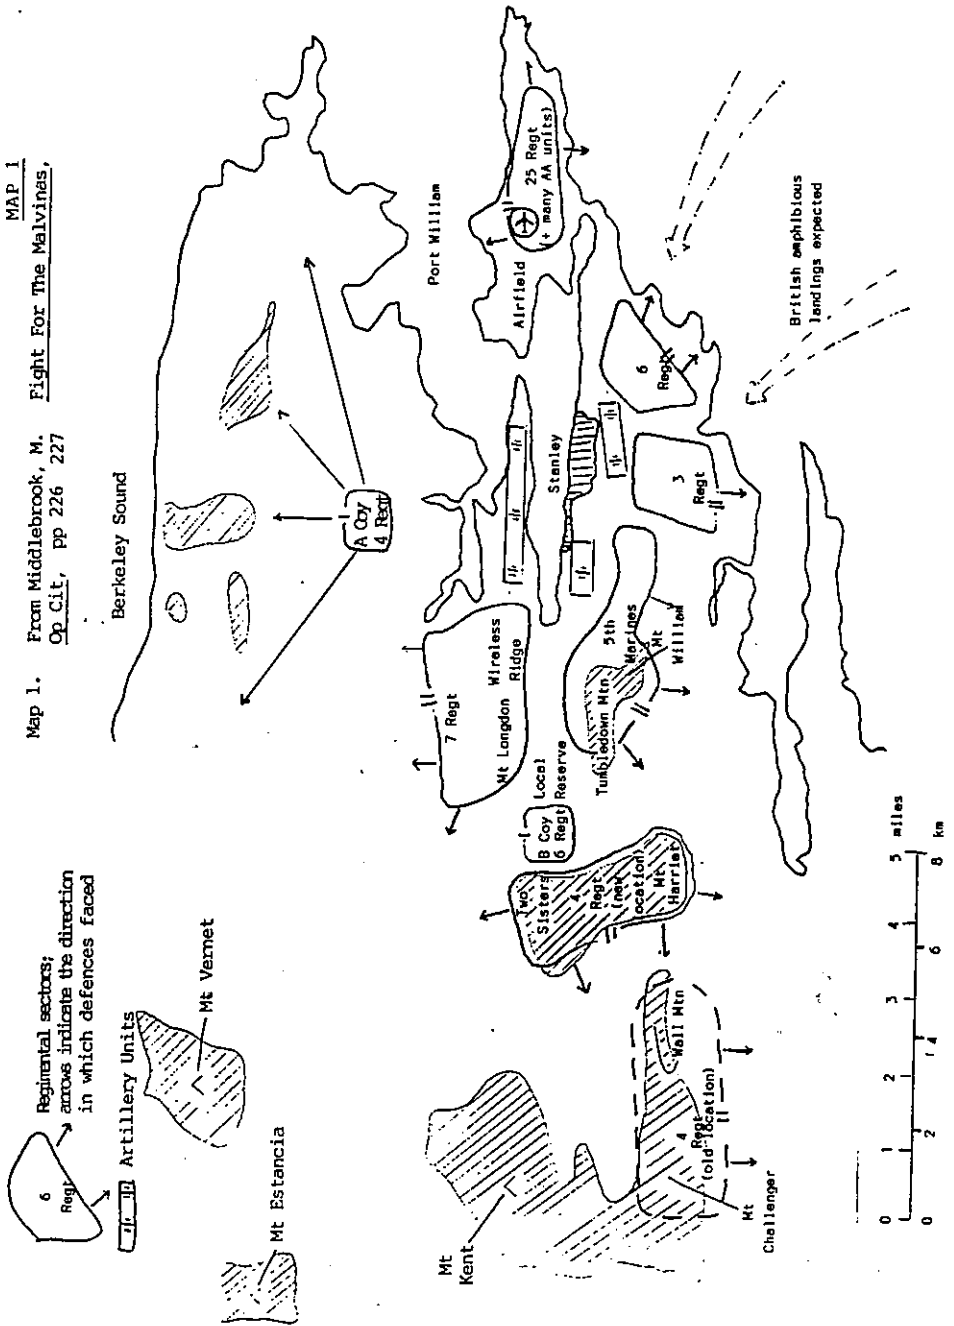 MAP 1
Map 1. From Middlebrook, M. Fight For The Malvinas,
Op Cit, pp 226 227
6
Regt
Regimental sectors;
arrows indicate the direction
in which defences faced
Artillery Units
Mt Vernet
Mt Estancia
Mt
Kent
Berkeley Sound
7
A Coy
4 Regt
Port William
7 Regt
Wireless
Ridge
Mt Longdon
Local
Reserve
B Coy
6 Regt
Two
Sisters
4
Regt
(new
location)
Mt
Harriet
Wall Mtn
4
Regt
(old location)
Mt
Challenger
Tumbledown Mtn
5th
Marines
Mt
William
Stanley
Airfield
25 Regt
(+ many AA units)
6
Regt
3
Regt
British amphibious
landings expected
0 1 2 3 4 5 miles
0 2 4 6 8 km